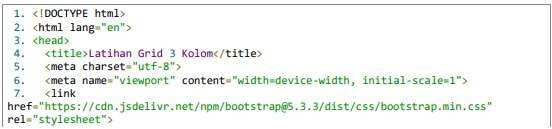 1. <!DOCTYPE html>
2. <html lang="en">
3. <head>
4. <title>Latihan Grid 3 Kolom</title>
5. <meta charset="utf-8">
6. <meta name="viewport" content="width=device-width, initial-scale=1">
7. <link
href="https://cdn.jsdelivr.net/npm/bootstrap@5.3.3/dist/css/bootstrap.min.css"
rel="stylesheet">